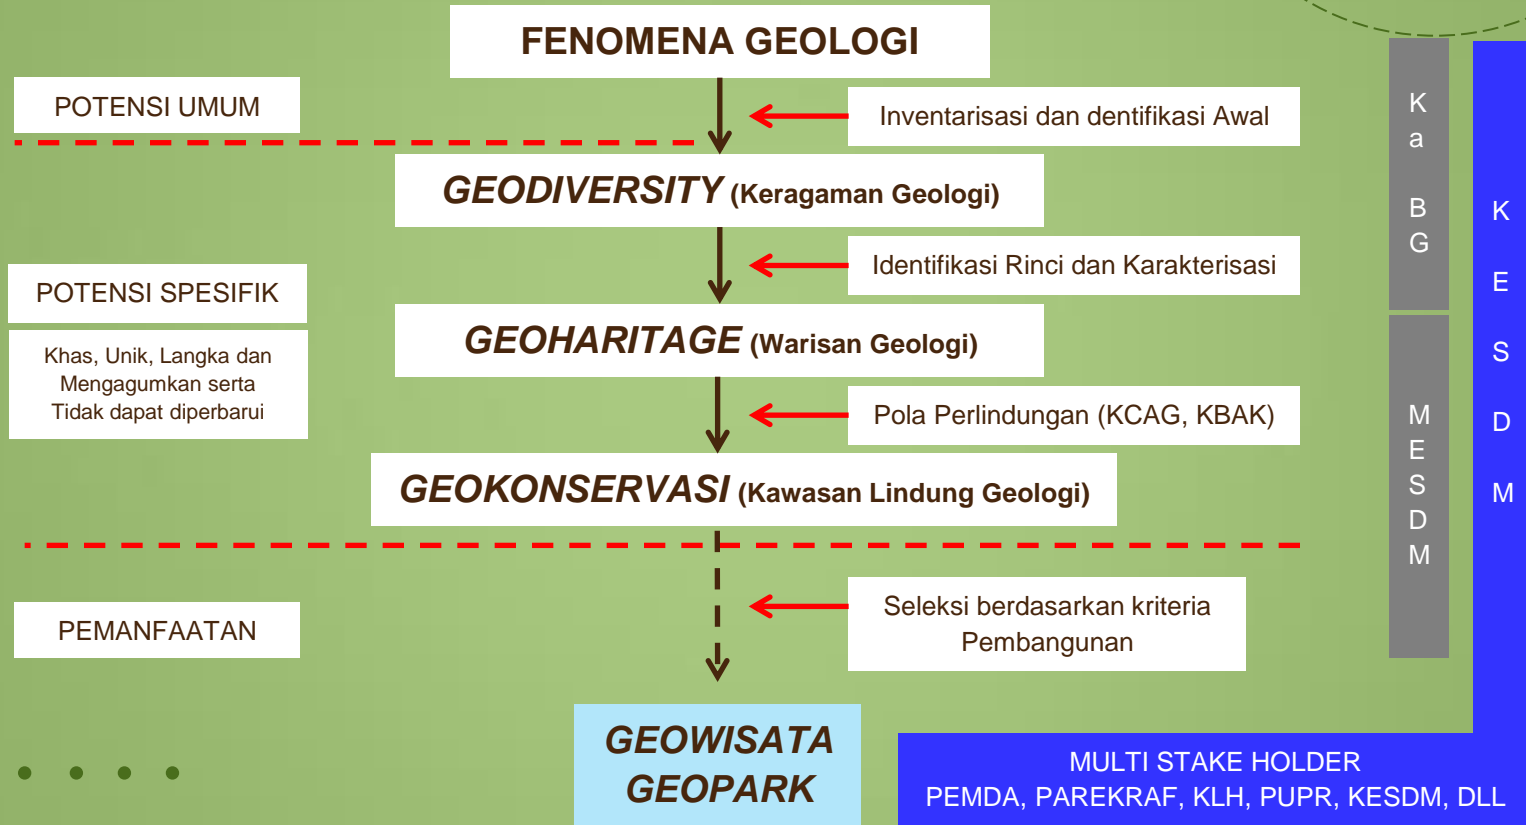 FENOMENA GEOLOGI
POTENSI UMUM
Inventarisasi dan dentifikasi Awal
GEODIVERSITY (Keragaman Geologi)
Identifikasi Rinci dan Karakterisasi
POTENSI SPESIFIK
GEOHARITAGE (Warisan Geologi)
Khas, Unik, Langka dan
Mengagumkan serta
Tidak dapat diperbarui
Pola Perlindungan (KCAG, KBAK)
GEOKONSERVASI (Kawasan Lindung Geologi)
PEMANFAATAN
Seleksi berdasarkan kriteria
Pembangunan
GEOWISATA
GEOPARK
K
a
B
G
M
E
S
D
M
K
E
S
D
M
MULTI STAKE HOLDER
PEMDA, PAREKRAF, KLH, PUPR, KESDM, DLL